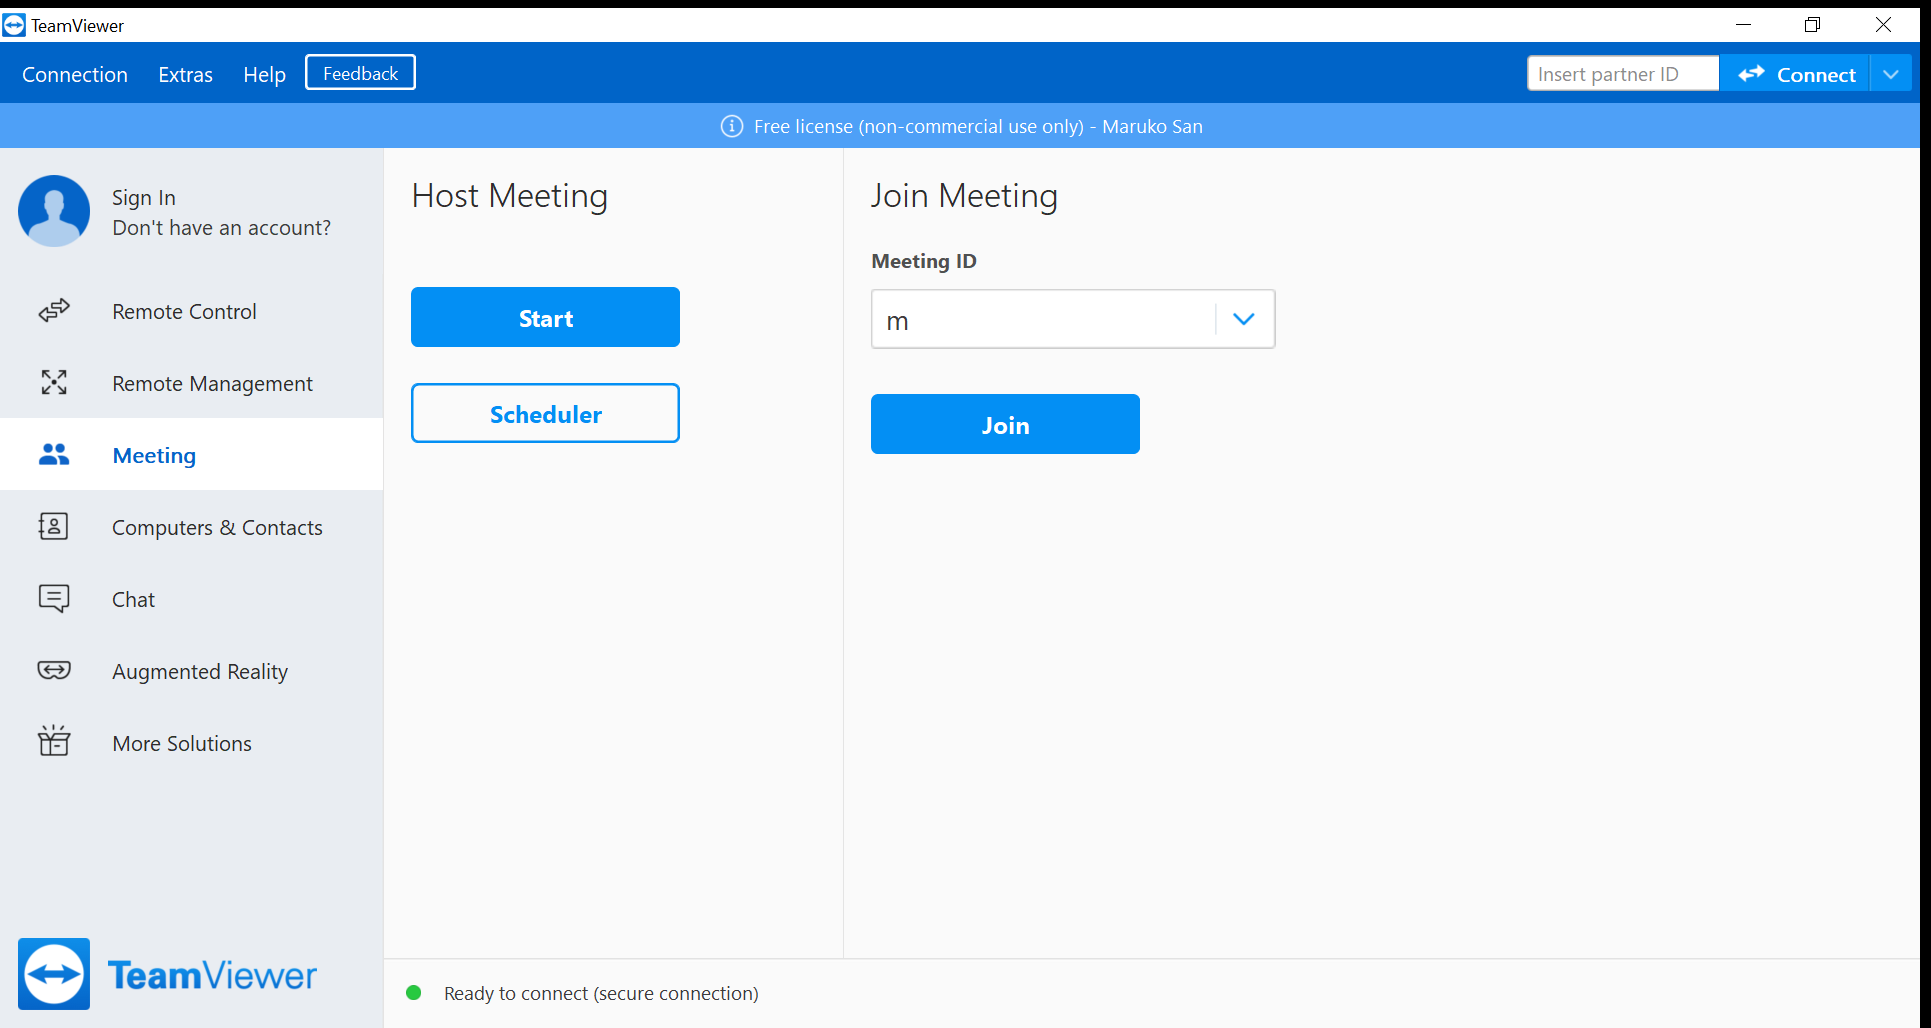 TeamViewer
Connection Extras Help Feedback
Insert partner ID Connect
Free license (non-commercial use only) - Maruko San
Sign In
Don't have an account?
Remote Control
Remote Management
Meeting
Computers & Contacts
Chat
Augmented Reality
More Solutions
TeamViewer
Host Meeting
Start
Scheduler
Join Meeting
Meeting ID
m
Join
Ready to connect (secure connection)